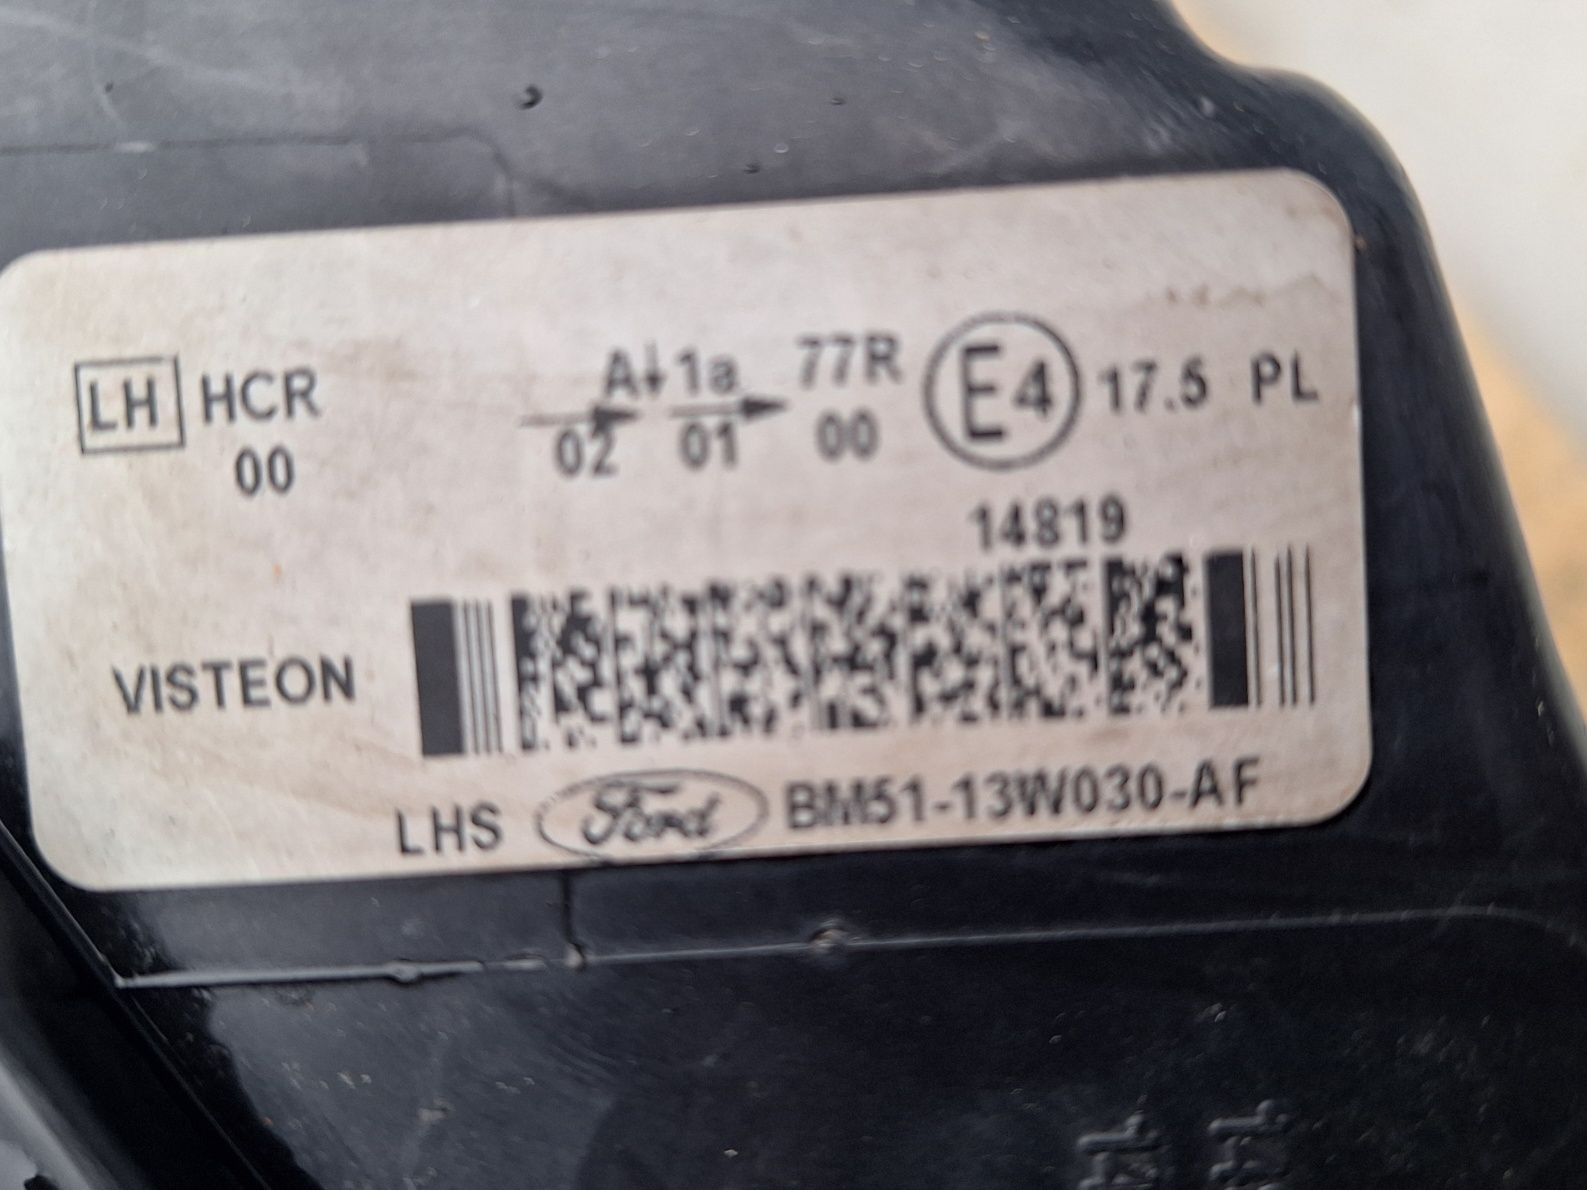 LH HCR A 1a 77R E4 17.5 PL
00 02 01 00
14819
VISTEON
LHS Ford BM51-13W030-AF